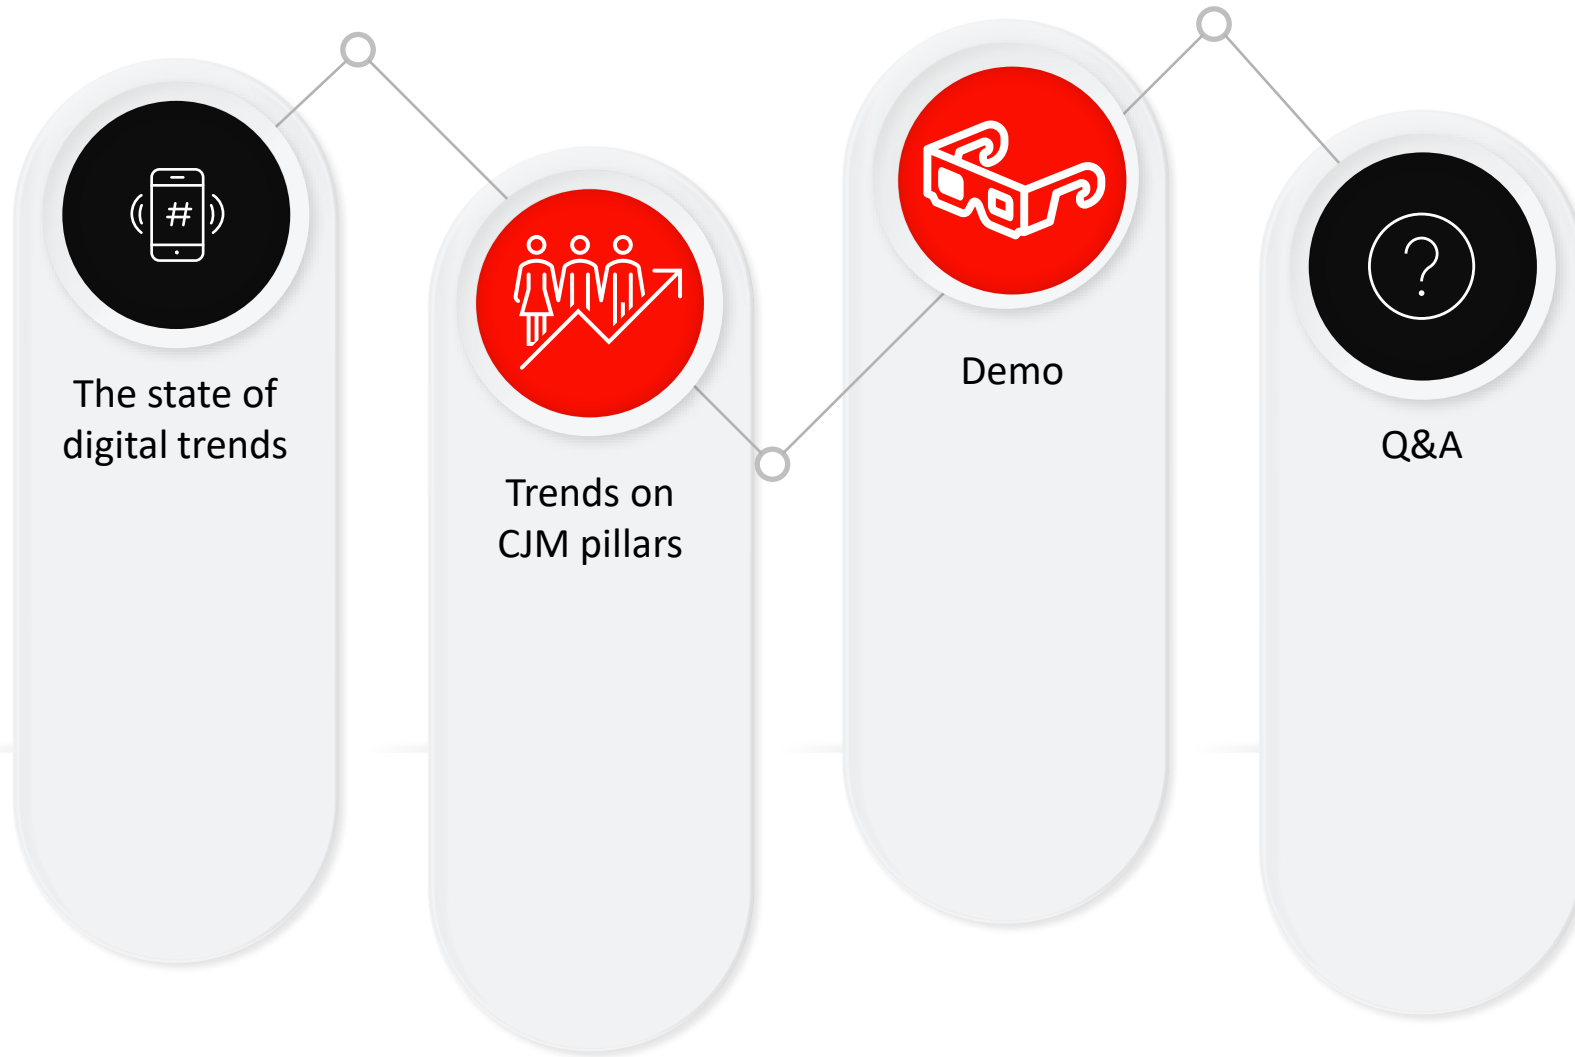 #
The state of
digital trends
Trends on
CJM pillars
Demo
?
Q&A